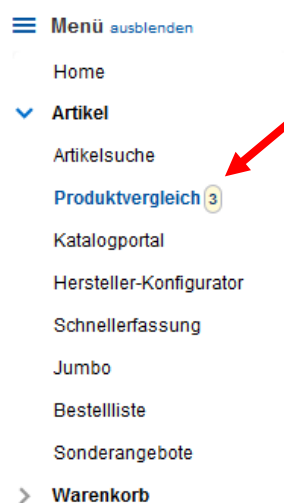 Menü ausblenden
Home
Artikel
Artikelsuche
Produktvergleich 3
Katalogportal
Hersteller-Konfigurator
Schnellerfassung
Jumbo
Bestellliste
Sonderangebote
Warenkorb